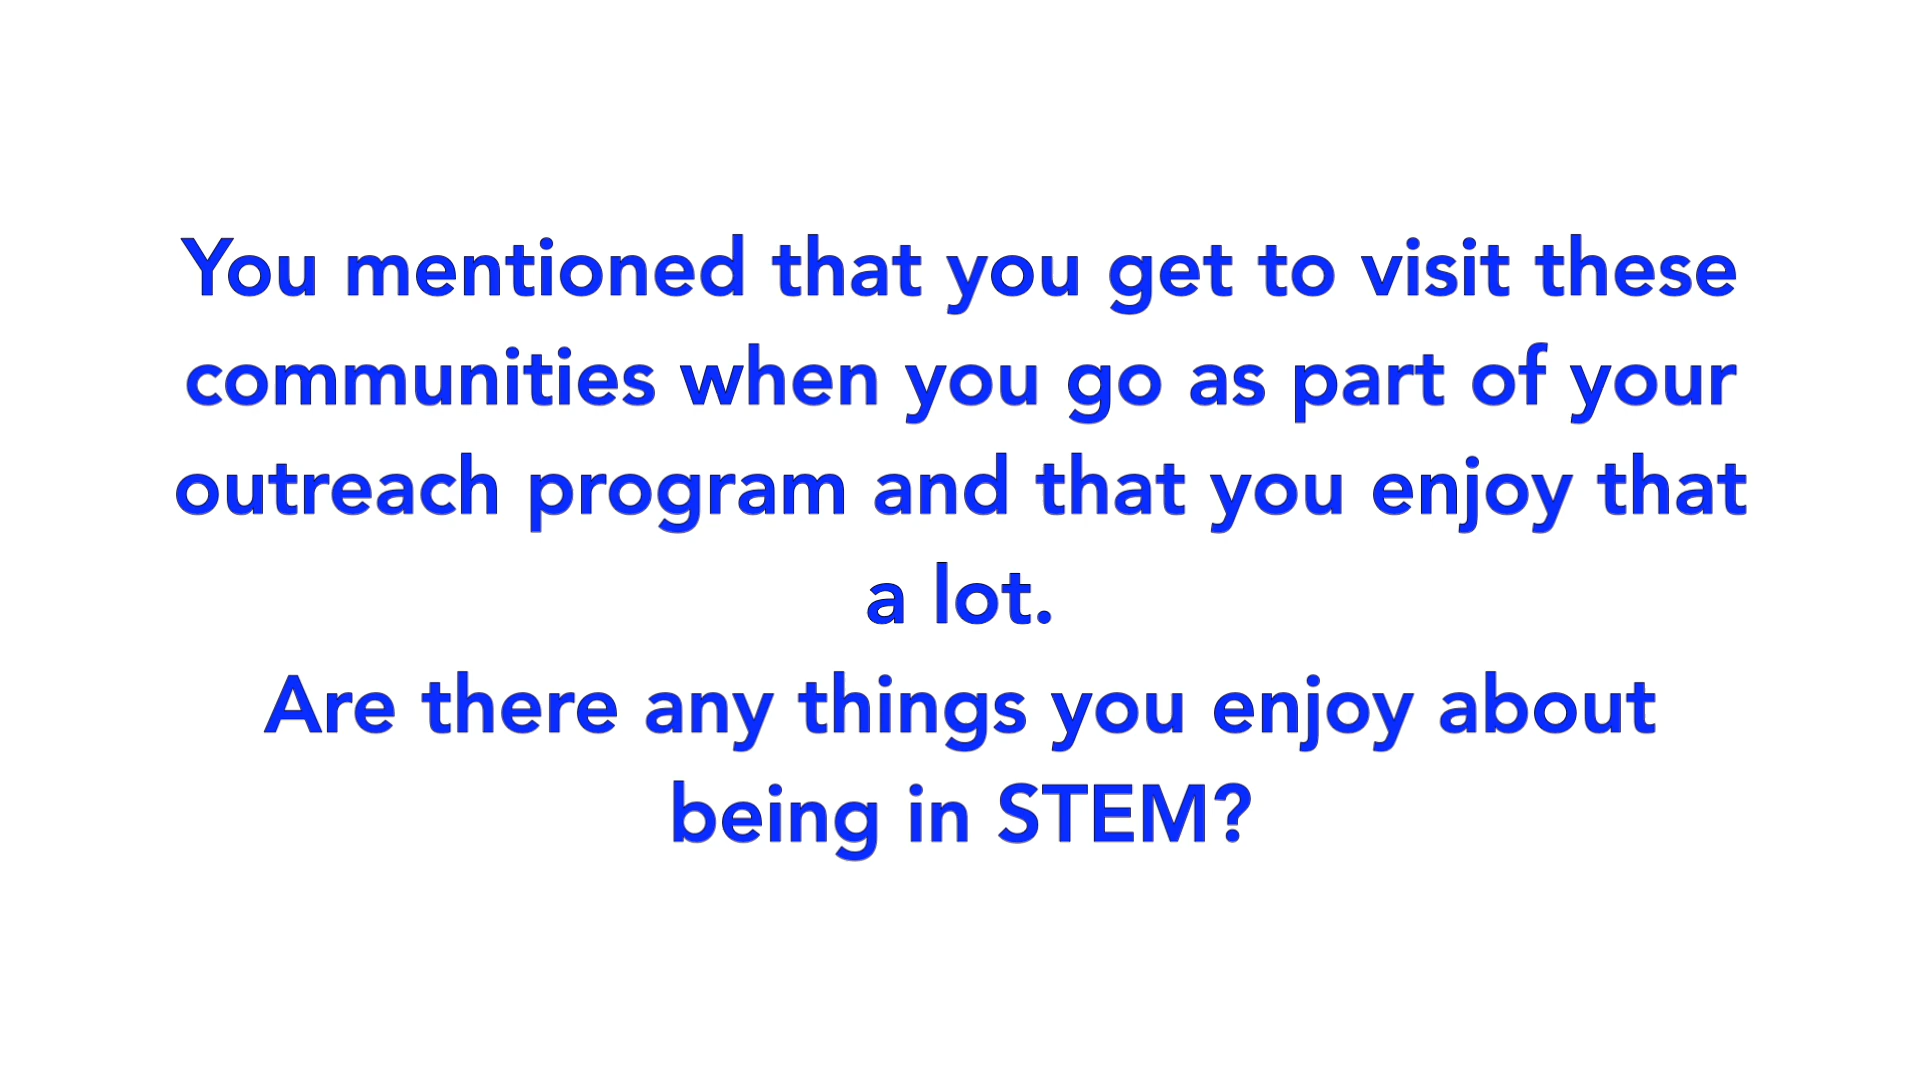 You mentioned that you get to visit these
communities when you go as part of your
outreach program and that you enjoy that
a lot.
Are there any things you enjoy about
being in STEM?